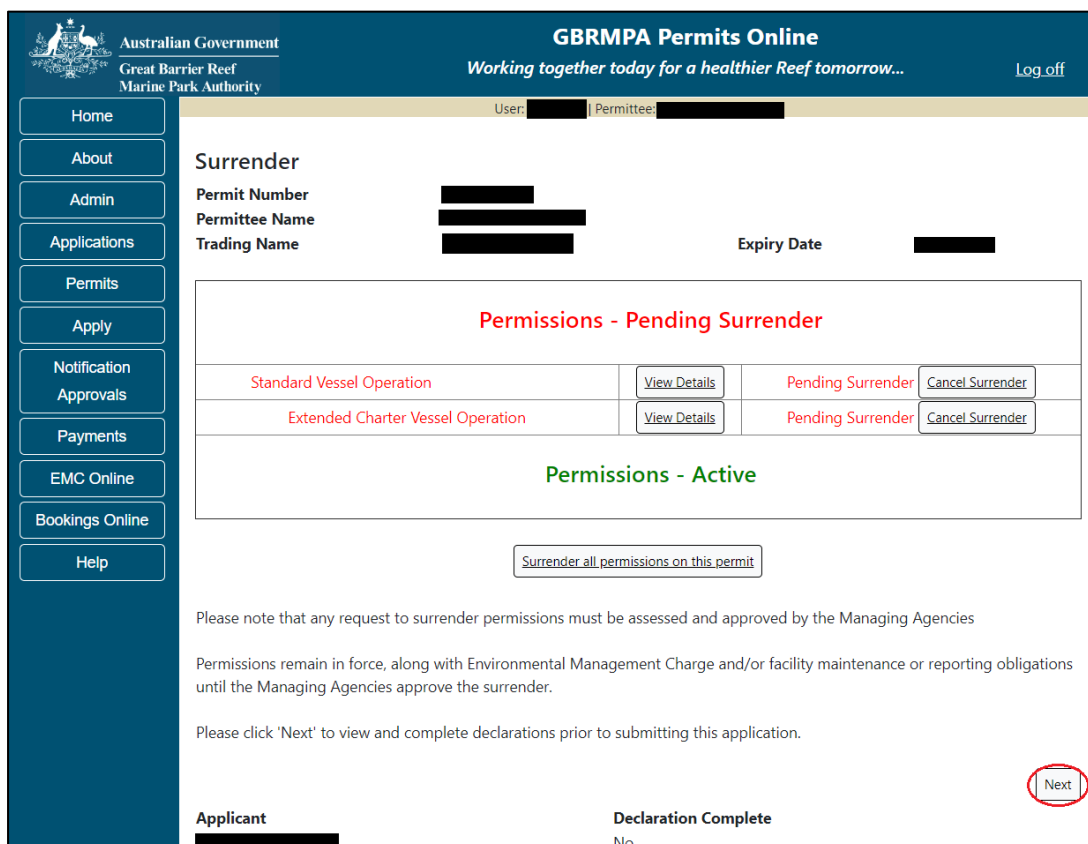 Australian Government
Great Barrier Reef
Marine Park Authority
GBRMPA Permits Online
Working together today for a healthier Reef tomorrow...
Log off
User: | Permittee:
Home
About
Admin
Applications
Permits
Apply
Notification
Approvals
Payments
EMC Online
Bookings Online
Help
Surrender
Permit Number
Permittee Name
Trading Name Expiry Date
Permissions - Pending Surrender
Standard Vessel Operation View Details Pending Surrender Cancel Surrender
Extended Charter Vessel Operation View Details Pending Surrender Cancel Surrender
Permissions - Active
Surrender all permissions on this permit
Please note that any request to surrender permissions must be assessed and approved by the Managing Agencies
Permissions remain in force, along with Environmental Management Charge and/or facility maintenance or reporting obligations
until the Managing Agencies approve the surrender.
Please click 'Next' to view and complete declarations prior to submitting this application.
Next
Applicant Declaration Complete
No